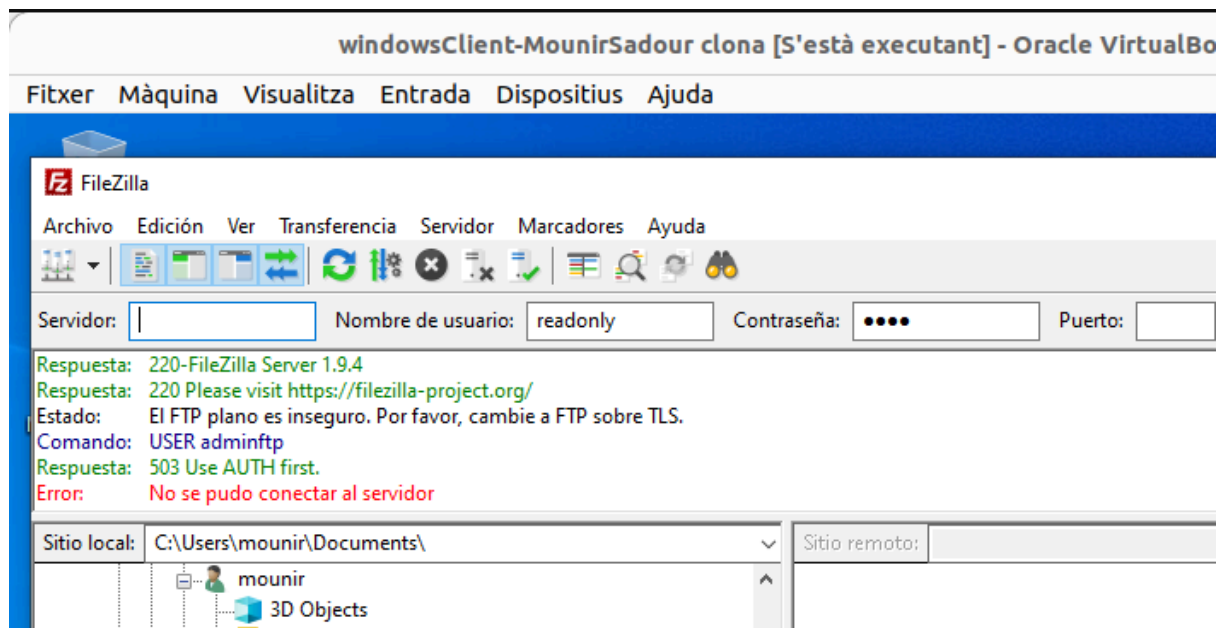 windowsClient-MounirSadour clona [S'està executant] - Oracle VirtualBo
Fitxer Màquina Visualitza Entrada Dispositius Ajuda
FileZilla
Archivo Edición Ver Transferencia Servidor Marcadores Ayuda
Servidor: Nombre de usuario: readonly Contraseña: ●●●● Puerto:
Respuesta: 220-FileZilla Server 1.9.4
Respuesta: 220 Please visit https://filezilla-project.org/
Estado: El FTP plano es inseguro. Por favor, cambie a FTP sobre TLS.
Comando: USER adminftp
Respuesta: 503 Use AUTH first.
Error: No se pudo conectar al servidor
Sitio local: C:\Users\mounir\Documents\ Sitio remoto:
mounir
3D Objects